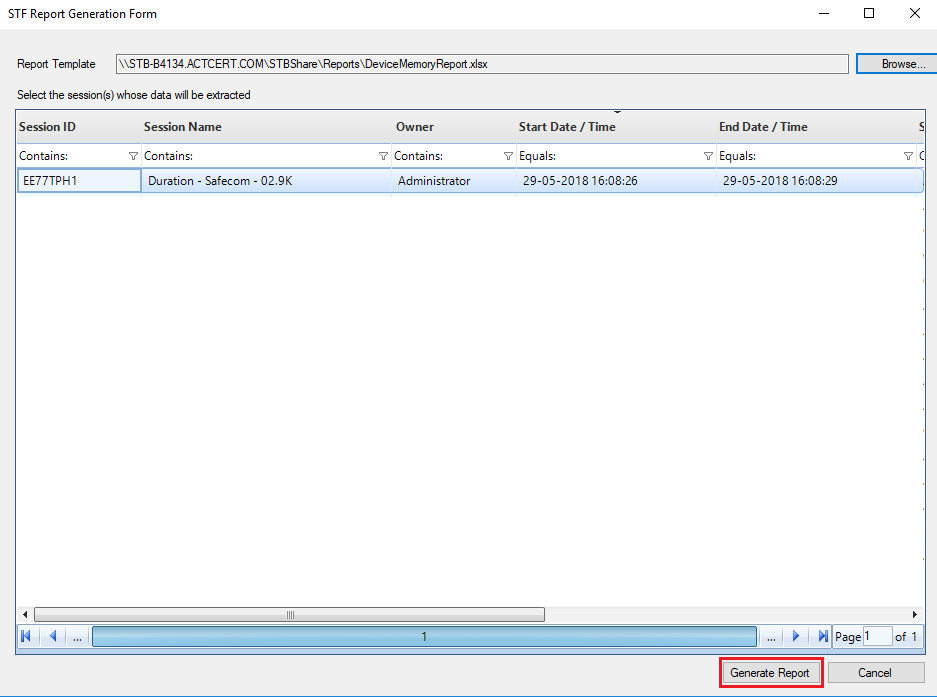 STF Report Generation Form
Report Template \\STB-B4134.ACTCERT.COM\STBShare\Reports\DeviceMemoryReport.xlsx Browse...
Select the session(s) whose data will be extracted
Session ID Session Name Owner Start Date / Time End Date / Time S
Contains: Contains: Contains: Equals: Equals: C
EE77TPH1 Duration - Safecom - 02.9K Administrator 29-05-2018 16:08:26 29-05-2018 16:08:29
... 1 ... Page 1 of 1
Generate Report Cancel